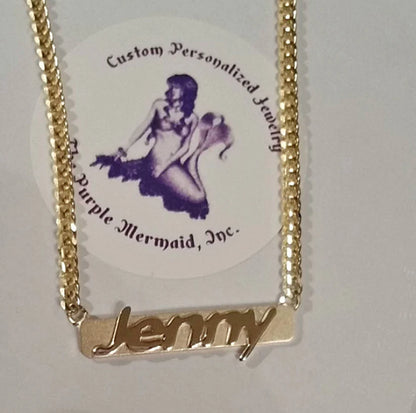 Custom Personalized Jewelry
The Purple Mermaid, Inc.
Jenny